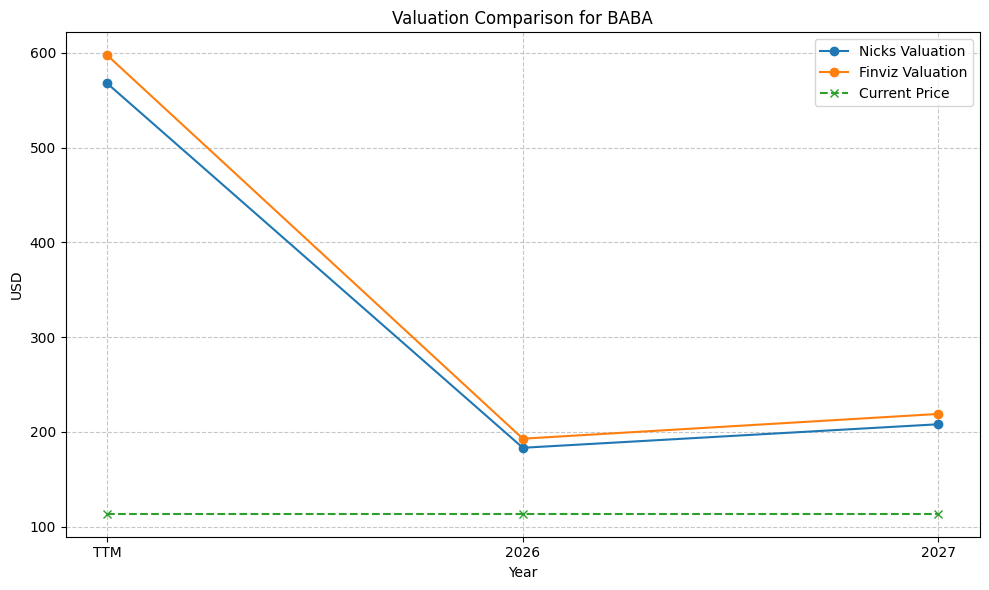 Valuation Comparison for BABA
Nicks Valuation
Finviz Valuation
Current Price
600
500
400
300
200
100
USD
TTM
2026
2027
Year